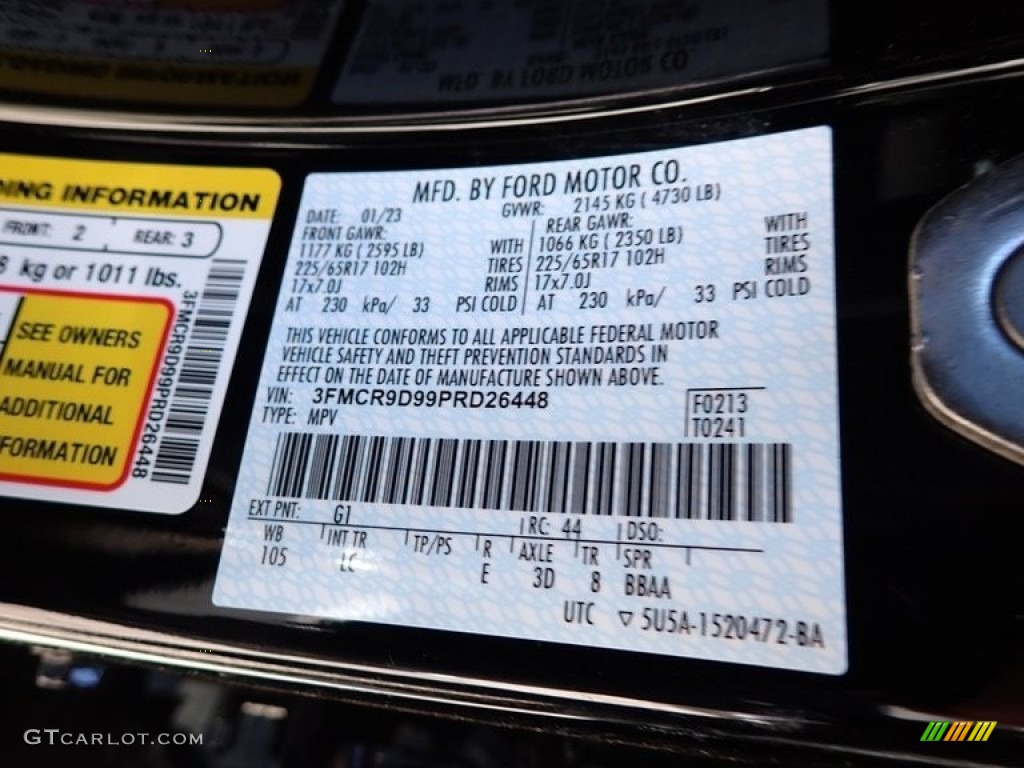 DING INFORMATION
FRONT: 2 REAR: 3
8 kg or 1011 lbs.
SEE OWNERS
MANUAL FOR
ADDITIONAL
INFORMATION
3FMCR9D99PRD26448
MFD. BY FORD MOTOR CO.
DATE: 01/23 GVWR: 2145 KG ( 4730 LB)
FRONT GAWR: REAR GAWR:
1177 KG ( 2595 LB) WITH 1066 KG ( 2350 LB) WITH
225/65R17 102H TIRES 225/65R17 102H TIRES
17x7.0J RIMS 17x7.0J RIMS
AT 230 kPa/ 33 PSI COLD AT 230 kPa/ 33 PSI COLD
THIS VEHICLE CONFORMS TO ALL APPLICABLE FEDERAL MOTOR
VEHICLE SAFETY AND THEFT PREVENTION STANDARDS IN
EFFECT ON THE DATE OF MANUFACTURE SHOWN ABOVE.
VIN: 3FMCR9D99PRD26448
TYPE: MPV
F0213
T0241
EXT PNT: G1 RC: 44 DSO:
WB INT TR TP/PS R AXLE TR SPR
105 LC E 3D 8 BBAA
UTC ▽ 5U5A-1520472-BA
GTCARLOT.COM